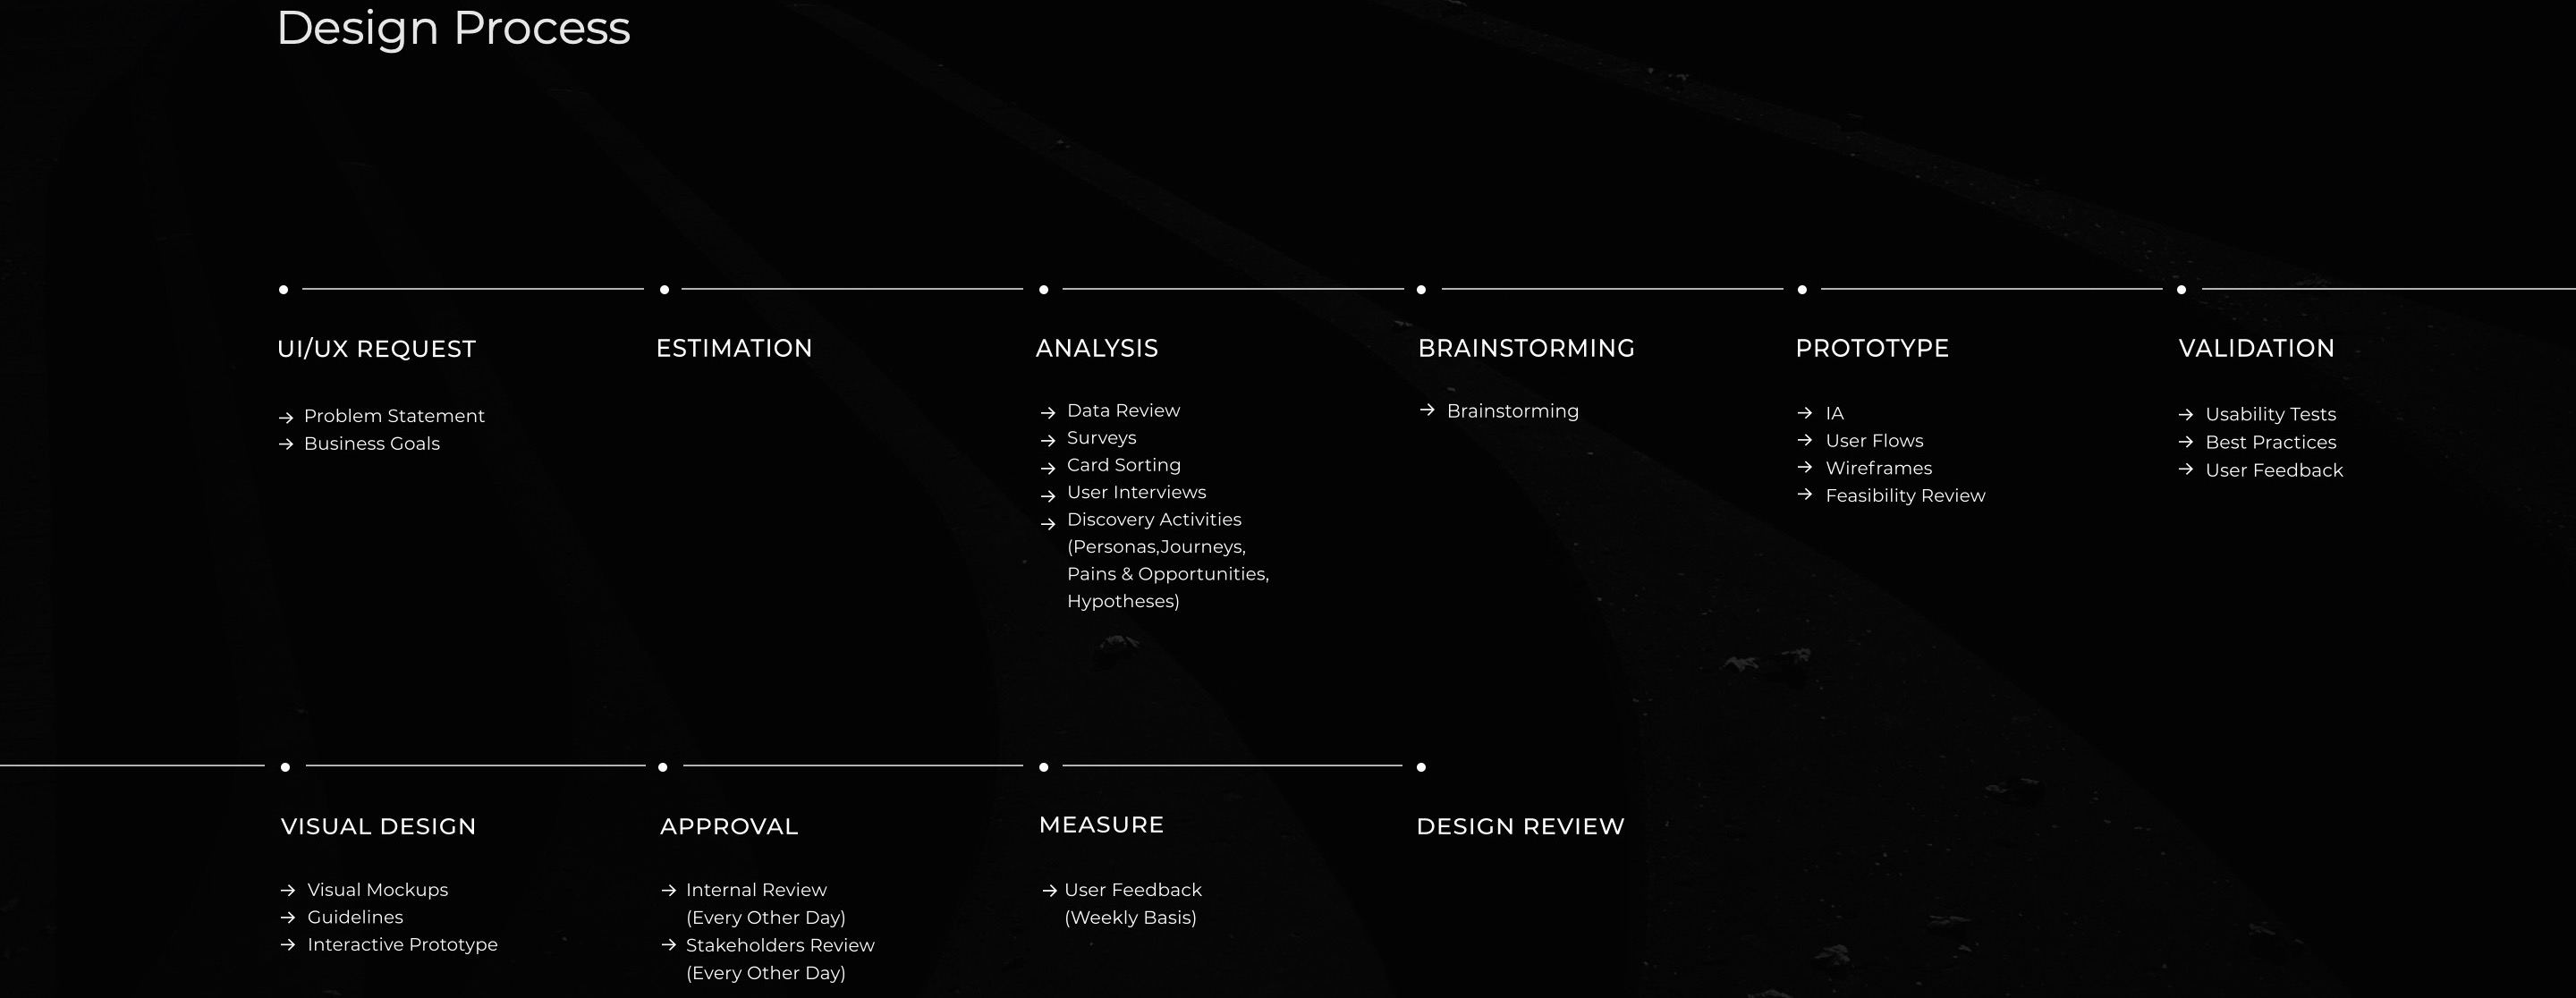 Design Process
UI/UX REQUEST
→ Problem Statement
→ Business Goals
ESTIMATION
ANALYSIS
→ Data Review
→ Surveys
→ Card Sorting
→ User Interviews
→ Discovery Activities
(Personas,Journeys,
Pains & Opportunities,
Hypotheses)
BRAINSTORMING
→ Brainstorming
PROTOTYPE
→ IA
→ User Flows
→ Wireframes
→ Feasibility Review
VALIDATION
→ Usability Tests
→ Best Practices
→ User Feedback
VISUAL DESIGN
→ Visual Mockups
→ Guidelines
→ Interactive Prototype
APPROVAL
→ Internal Review
(Every Other Day)
→ Stakeholders Review
(Every Other Day)
MEASURE
→ User Feedback
(Weekly Basis)
DESIGN REVIEW